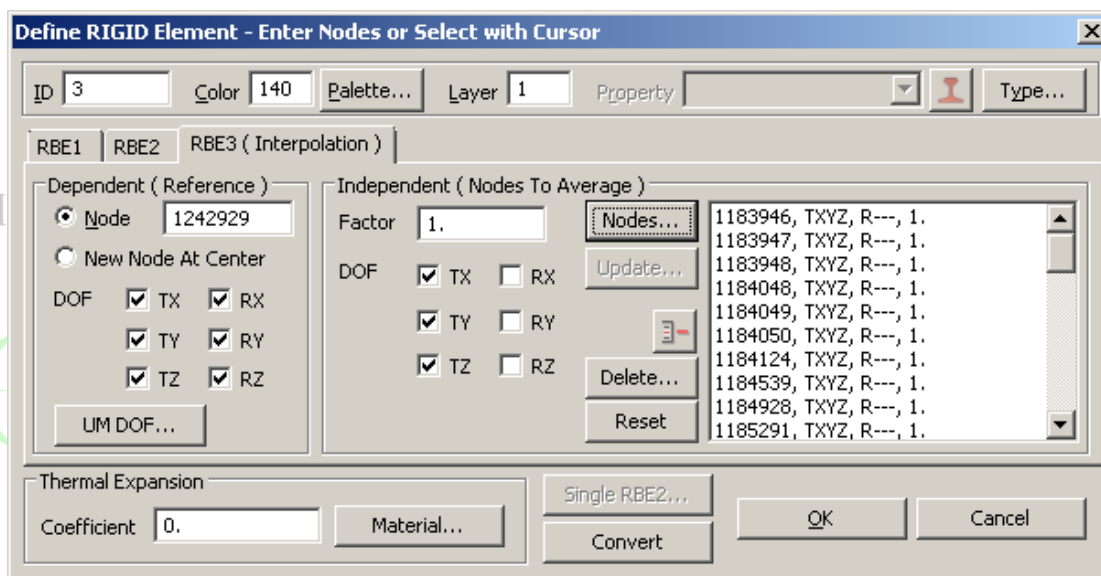 Define RIGID Element - Enter Nodes or Select with Cursor
ID 3 Color 140 Palette... Layer 1 Property Type...
RBE1 RBE2 RBE3 ( Interpolation )
Dependent ( Reference )
Node 1242929
New Node At Center
DOF TX RX
TY RY
TZ RZ
UM DOF...
Independent ( Nodes To Average )
Factor 1.
DOF TX RX
TY RY
TZ RZ
Nodes...
Update...
Delete...
Reset
1183946, TXYZ, R---, 1.
1183947, TXYZ, R---, 1.
1183948, TXYZ, R---, 1.
1184048, TXYZ, R---, 1.
1184049, TXYZ, R---, 1.
1184050, TXYZ, R---, 1.
1184124, TXYZ, R---, 1.
1184539, TXYZ, R---, 1.
1184928, TXYZ, R---, 1.
1185291, TXYZ, R---, 1.
Thermal Expansion
Coefficient 0. Material...
Single RBE2...
Convert
OK Cancel